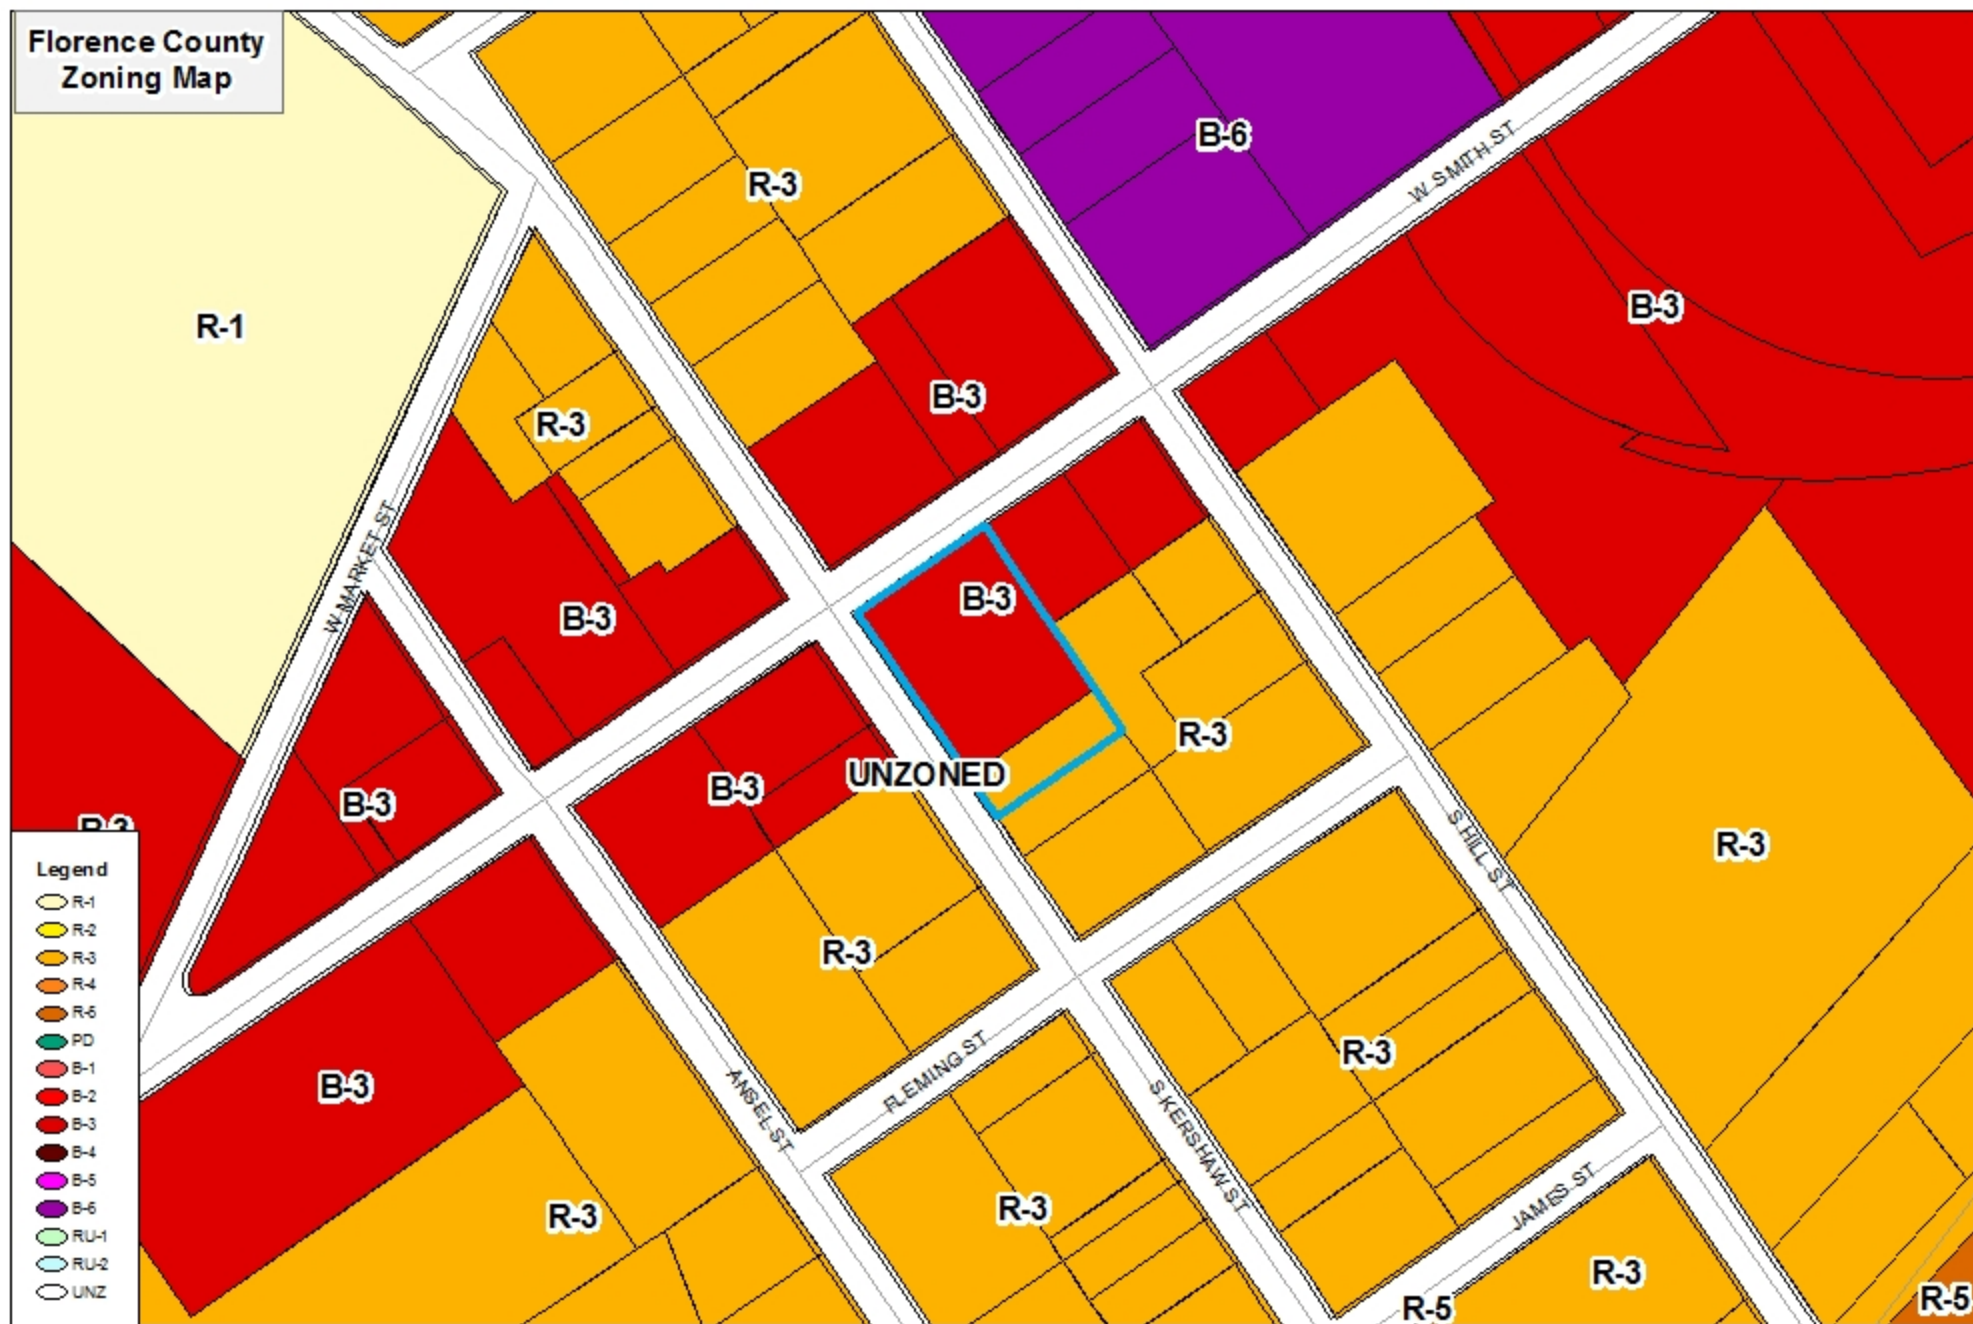 Florence County
Zoning Map
B-6
R-3
W SMITH ST
B-3
R-1
B-3
R-3
W MARKET ST
B-3
B-3
R-3
UNZONED
B-3
B-3
R-3
S HILL ST
R-3
R-3
FLEMING ST
ANSEL ST
B-3
S KERSHAW ST
R-3
R-3
R-3
JAMES ST
R-3
R-5
R-5
Legend
R-1
R-2
R-3
R-4
R-5
PD
B-1
B-2
B-3
B-4
B-5
B-6
RU-1
RU-2
UNZ